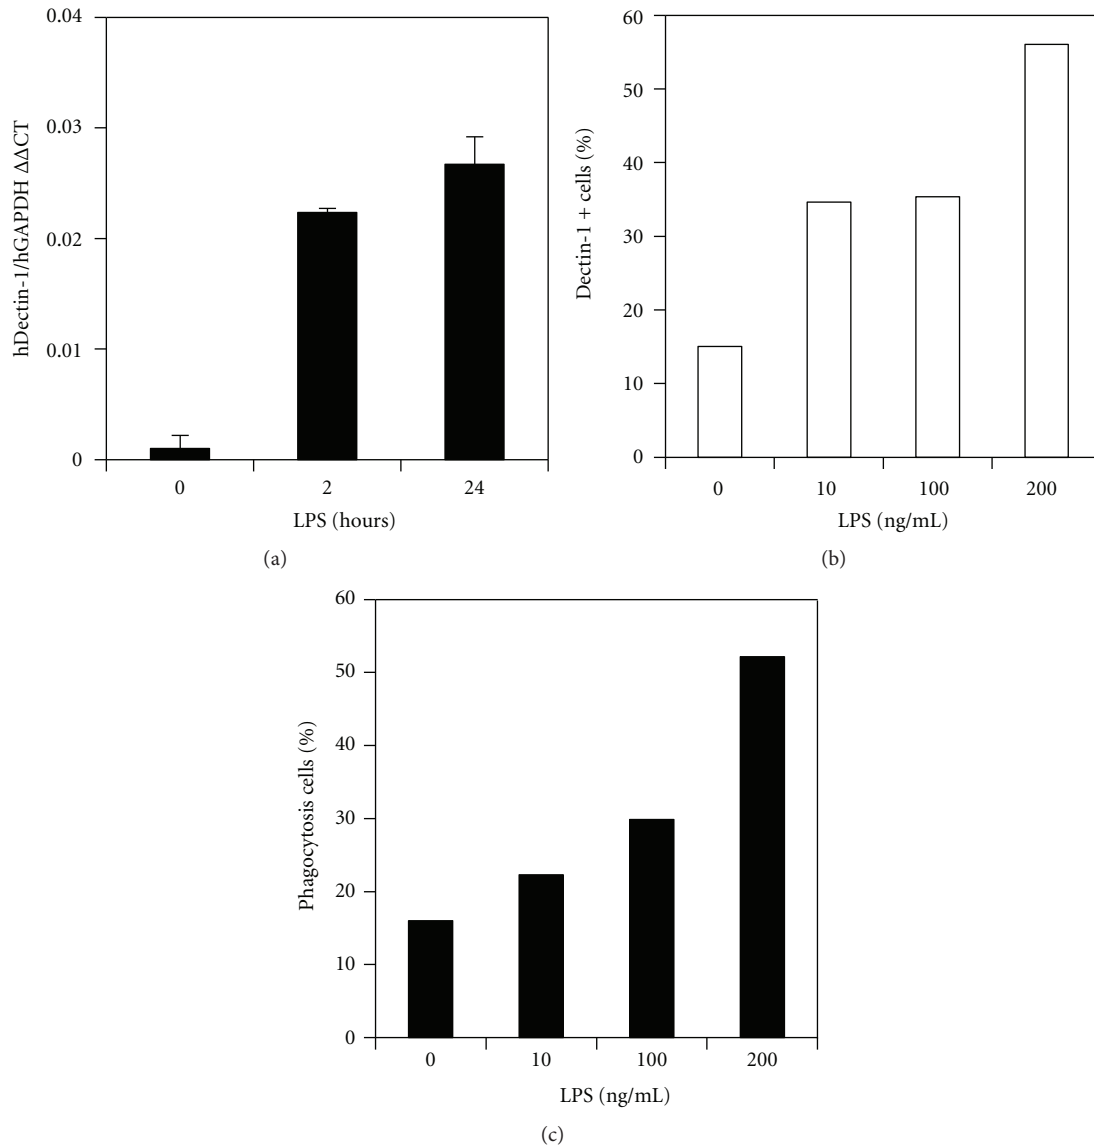 0.04
0.03
0.02
0.01
0
hDectin-1/hGAPDH ΔΔCT
0 2 24
LPS (hours)
(a)
60
50
40
30
20
10
0
Dectin-1 + cells (%)
0 10 100 200
LPS (ng/mL)
(b)
60
50
40
30
20
10
0
Phagocytosis cells (%)
0 10 100 200
LPS (ng/mL)
(c)